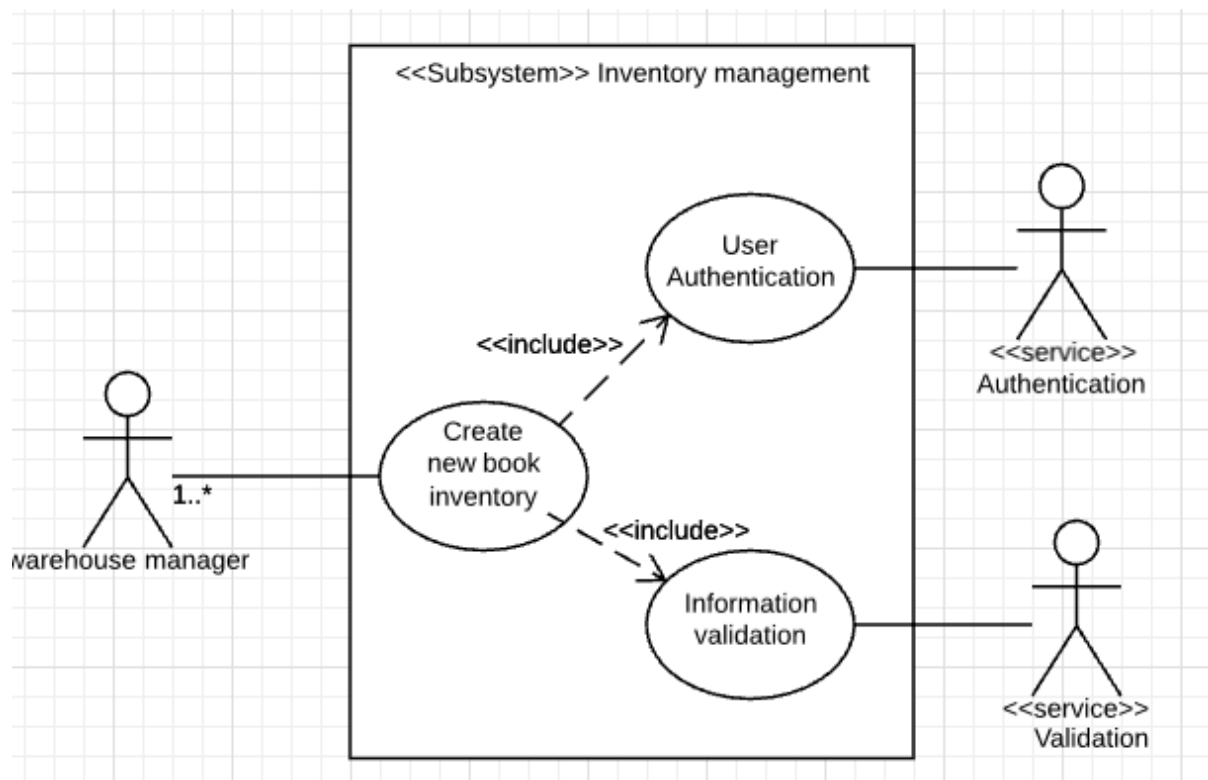 <<Subsystem>> Inventory management
User
Authentication
<<include>>
<<service>>
Authentication
Create
new book
inventory
1..*
warehouse manager
<<include>>
Information
validation
<<service>>
Validation